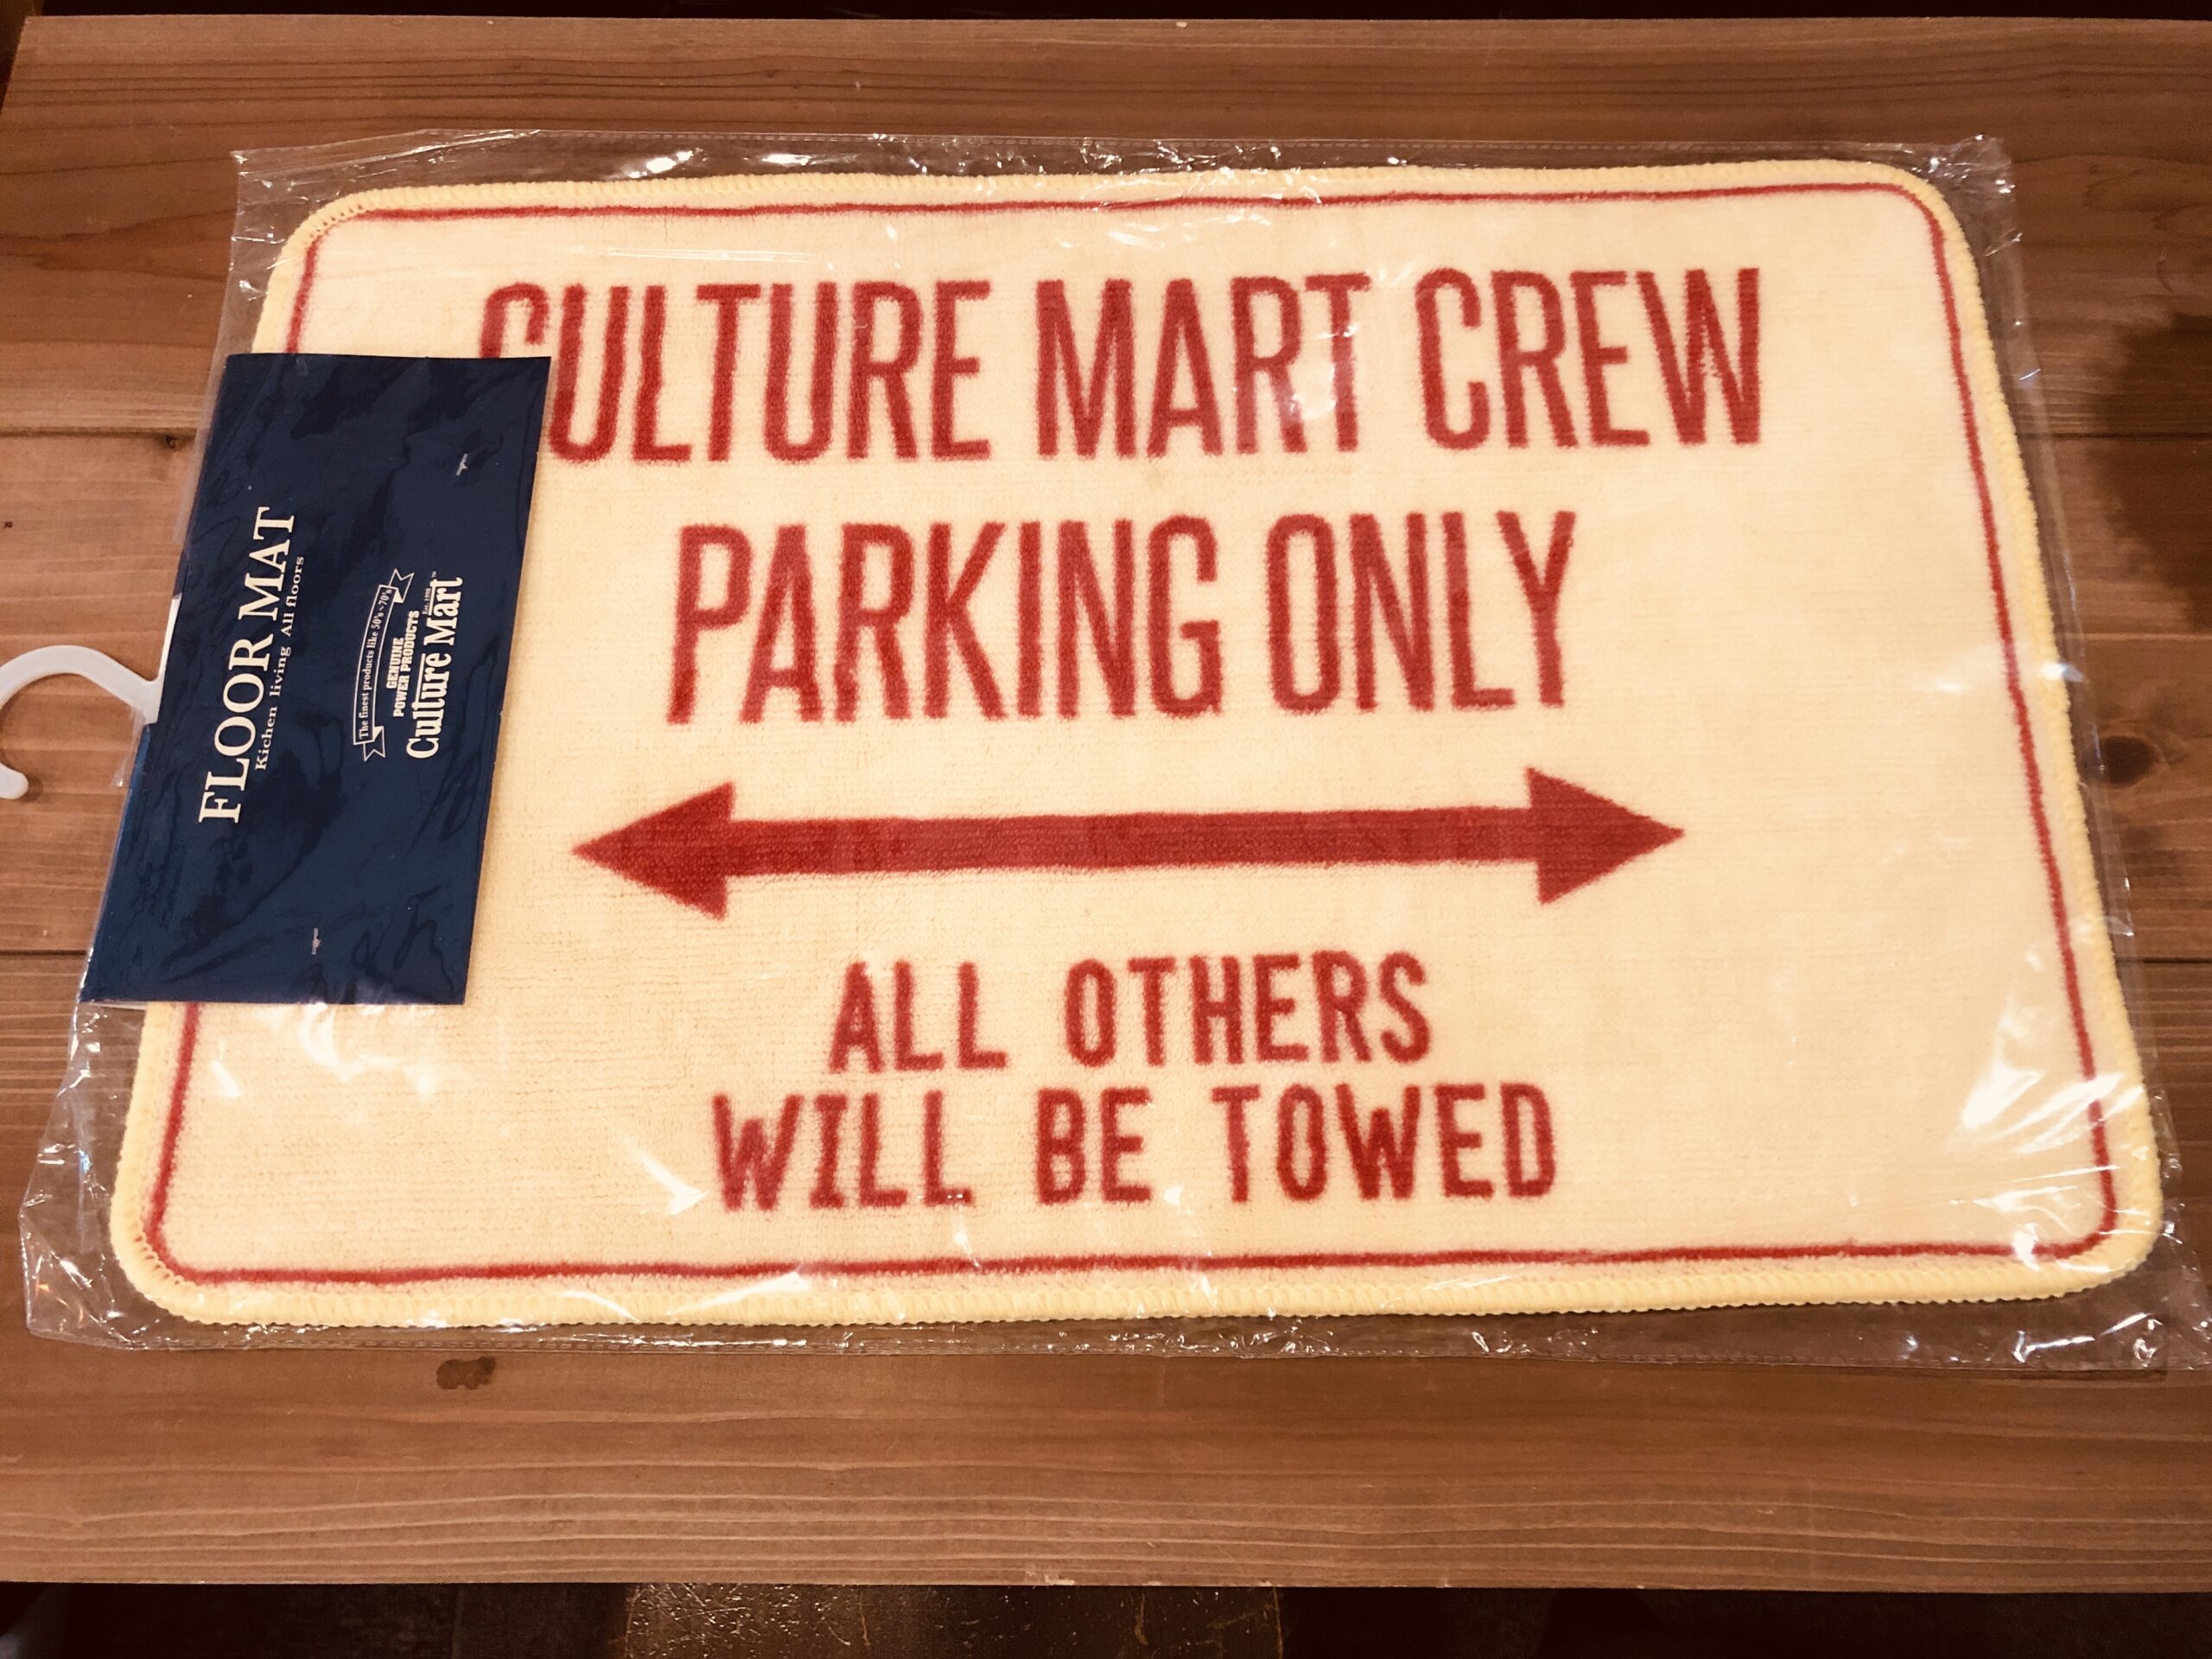 CULTURE MART CREW
PARKING ONLY
ALL OTHERS
WILL BE TOWED
FLOOR MAT
Kichen living All floors
The finest products like 50's~70's
GENUINE
POWER PRODUCTS
Culture Mart